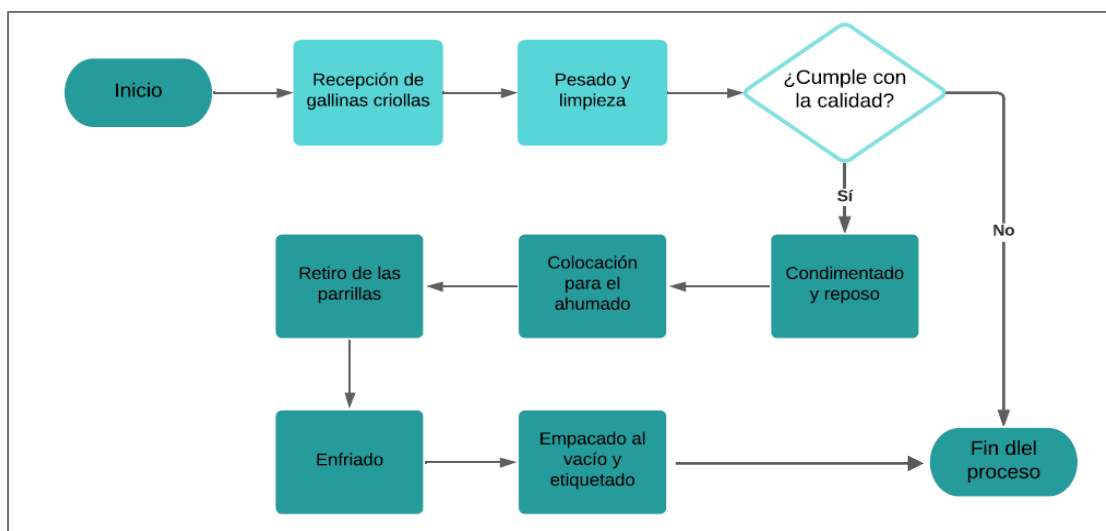 Inicio
Recepción de
gallinas criollas
Pesado y
limpieza
¿Cumple con
la calidad?
Sí
No
Condimentado
y reposo
Colocación
para el
ahumado
Retiro de las
parrillas
Enfriado
Empacado al
vacío y
etiquetado
Fin dlel
proceso